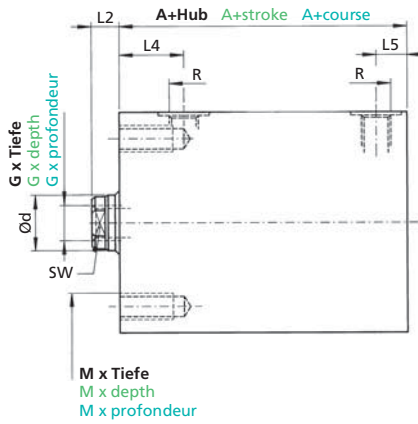 L2
A+Hub A+stroke A+course
L4
L5
R
R
G x Tiefe
G x depth
G x profondeur
Ød
SW
M x Tiefe
M x depth
M x profondeur